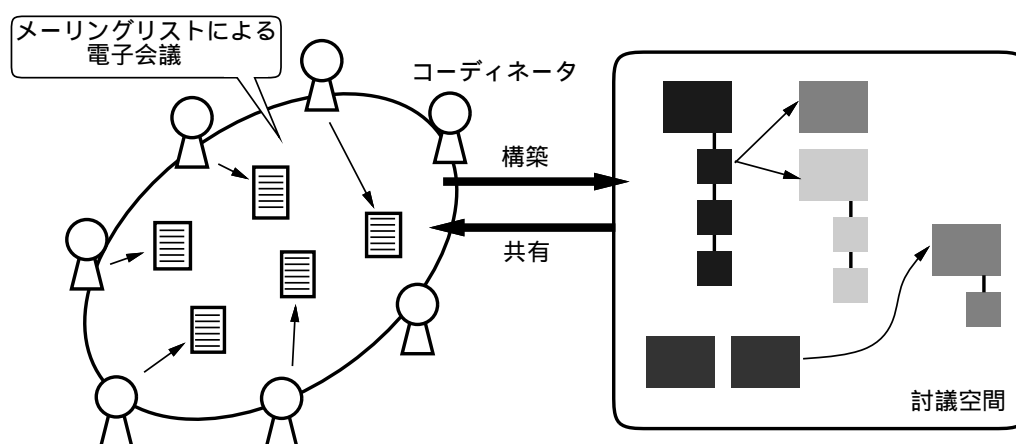 メーリングリストによる
電子会議
コーディネータ
構築
共有
討議空間